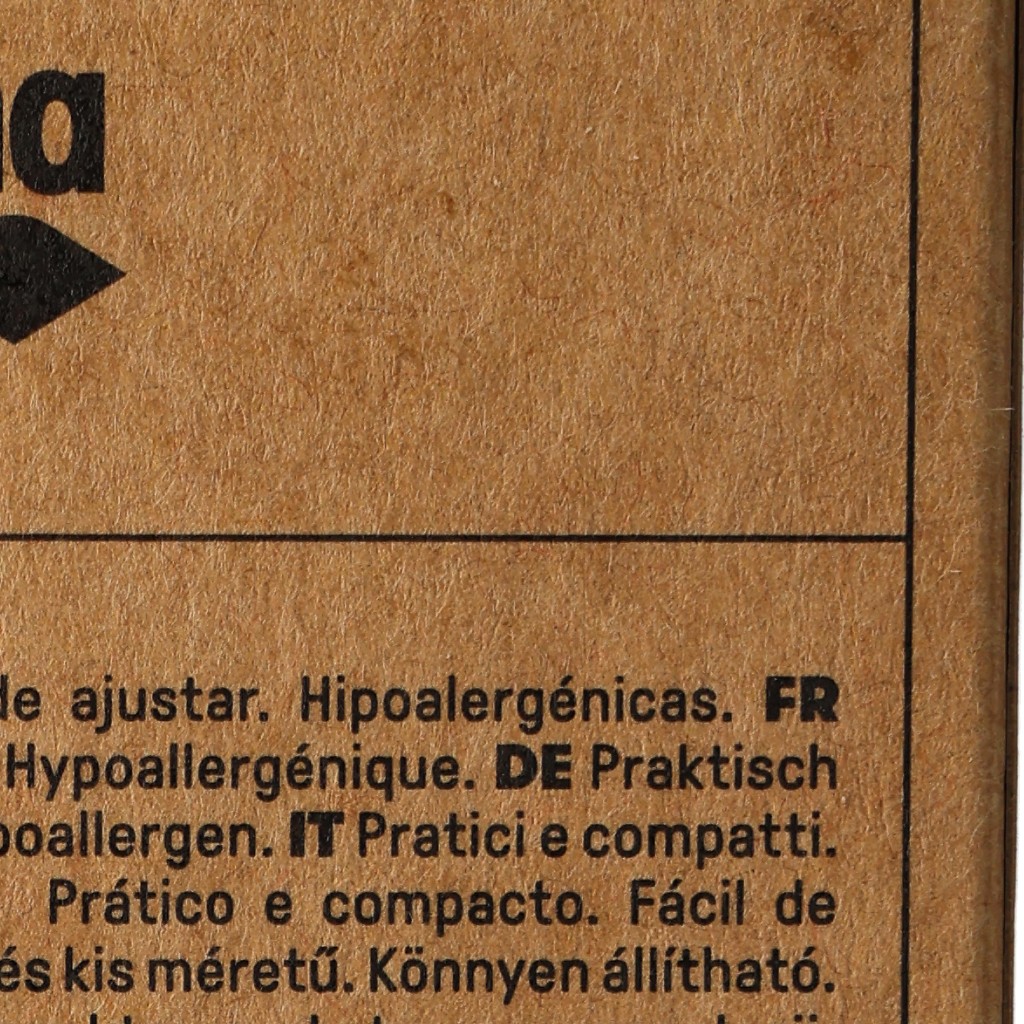 de ajustar. Hipoalergénicas. FR
Hypoallergénique. DE Praktisch
IT Pratici e compatti.
Prático e compacto. Fácil de
és kis méretű. Könnyen állítható.